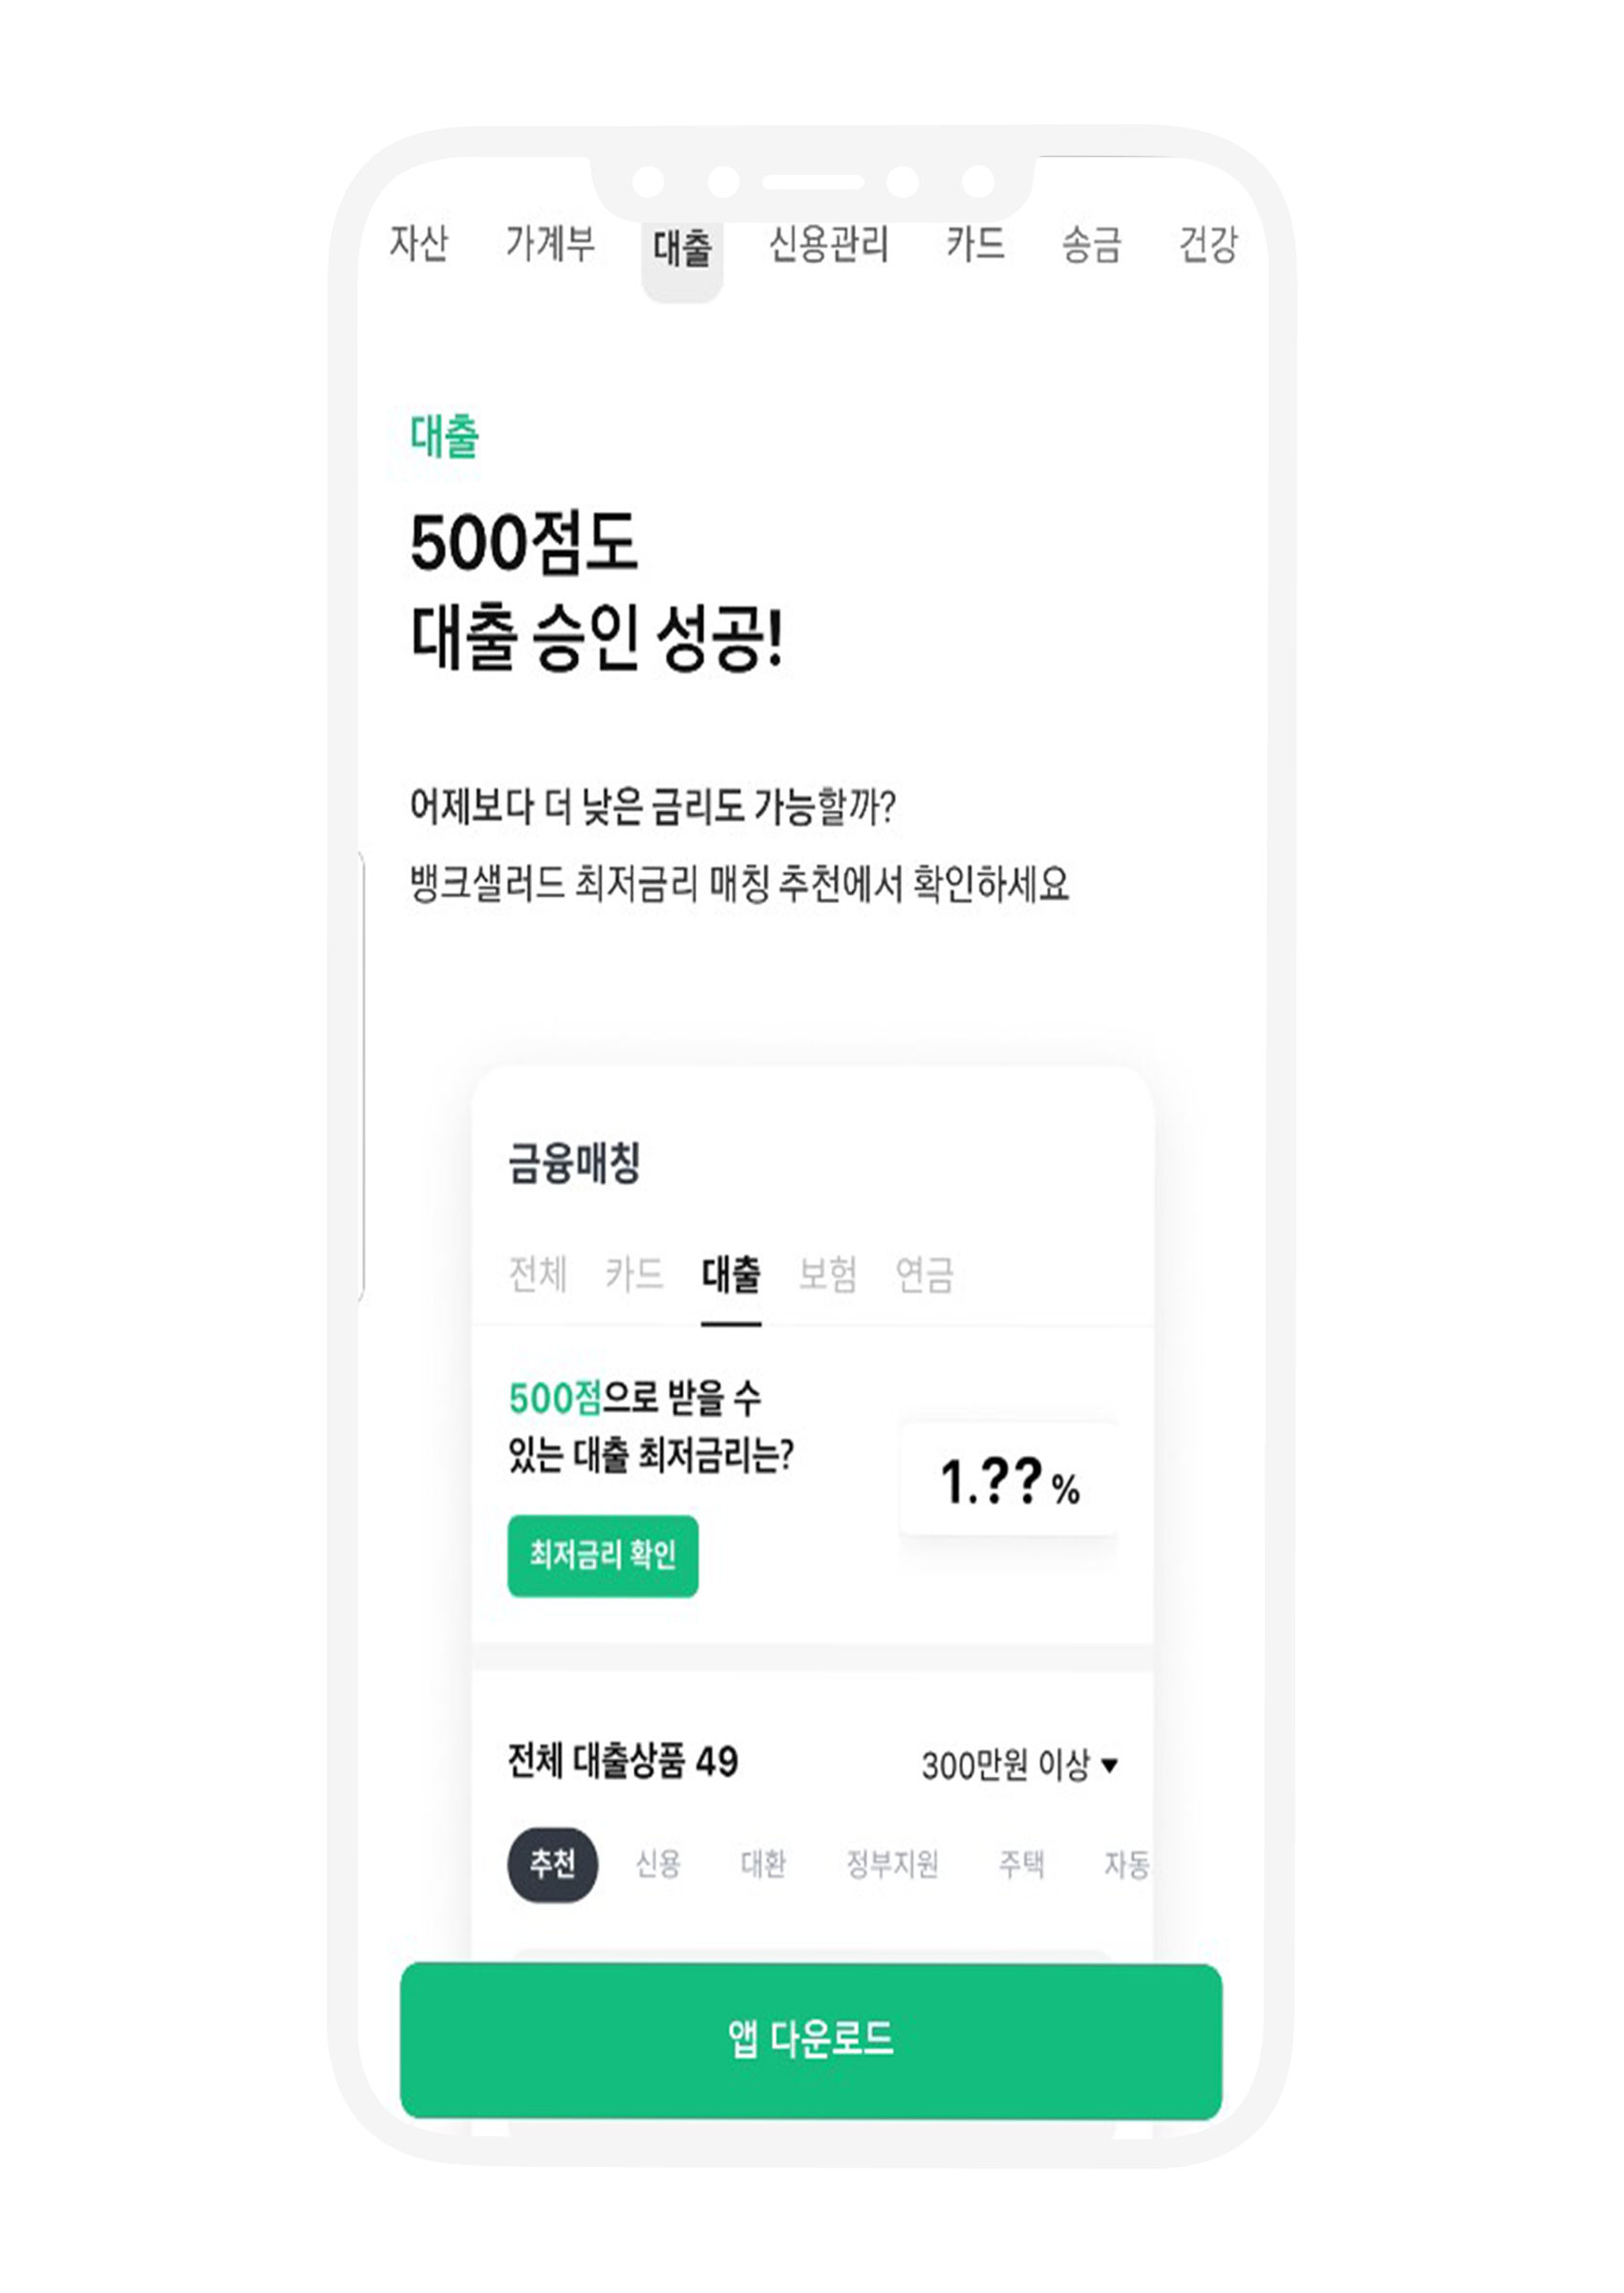 자산 가계부 대출 신용관리 카드 송금 건강
대출
500점도
대출 승인 성공!
어제보다 더 낮은 금리도 가능할까?
뱅크샐러드 최저금리 매칭 추천에서 확인하세요
금융매칭
전체 카드 대출 보험 연금
500점으로 받을 수
있는 대출 최저금리는?
1.??%
최저금리 확인
전체 대출상품 49
300만원 이상 ▼
추천 신용 대환 정부지원 주택 자동
앱 다운로드